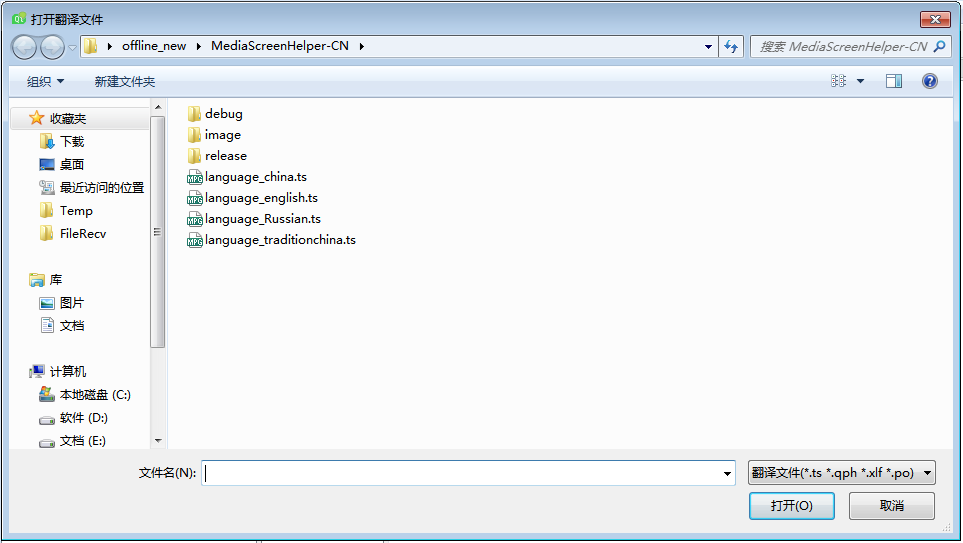 打开翻译文件
offline_new MediaScreenHelper-CN
搜索 MediaScreenHelper-CN
组织
新建文件夹
收藏夹
下载
桌面
最近访问的位置
Temp
FileRecv
库
图片
文档
计算机
本地磁盘 (C:)
软件 (D:)
文档 (E:)
debug
image
release
language_china.ts
language_english.ts
language_Russian.ts
language_traditionchina.ts
文件名(N):
翻译文件(*.ts *.qph *.xlf *.po)
打开(O)
取消